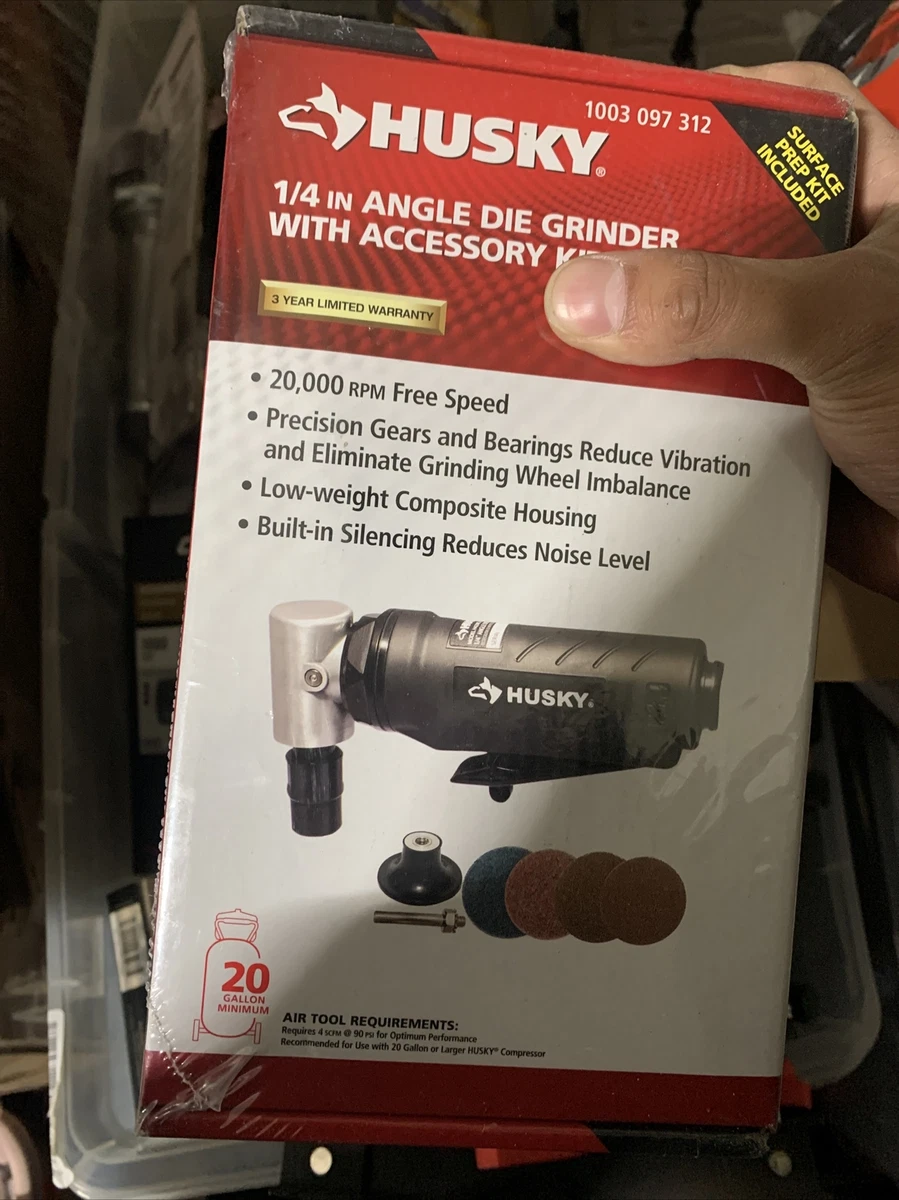 1003 097 312
HUSKY®
SURFACE
PREP KIT
INCLUDED
1/4 IN ANGLE DIE GRINDER
WITH ACCESSORY
3 YEAR LIMITED WARRANTY
• 20,000 RPM Free Speed
• Precision Gears and Bearings Reduce Vibration
and Eliminate Grinding Wheel Imbalance
• Low-weight Composite Housing
• Built-in Silencing Reduces Noise Level
HUSKY®
20
GALLON
MINIMUM
AIR TOOL REQUIREMENTS:
Requires 4 SCFM @ 90 PSI for Optimum Performance
Recommended for Use with 20 Gallon or Larger HUSKY® Compressor